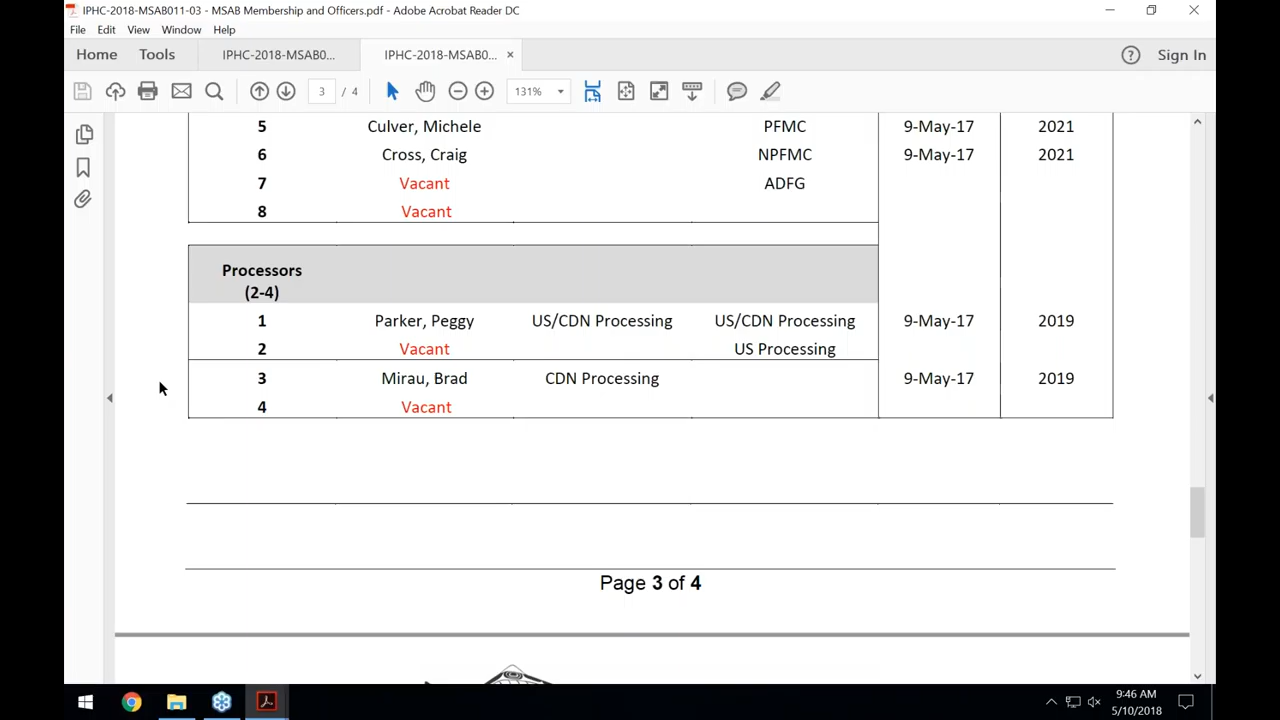 IPHC-2018-MSAB011-03 - MSAB Membership and Officers.pdf - Adobe Acrobat Reader DC
File Edit View Window Help
Home Tools IPHC-2018-MSAB0... IPHC-2018-MSAB0... × ? Sign In
3 / 4 131%
5 Culver, Michele PFMC 9-May-17 2021
6 Cross, Craig NPFMC 9-May-17 2021
7 Vacant ADFG
8 Vacant
Processors
(2-4)
1 Parker, Peggy US/CDN Processing US/CDN Processing 9-May-17 2019
2 Vacant US Processing
3 Mirau, Brad CDN Processing 9-May-17 2019
4 Vacant
Page 3 of 4
9:46 AM
5/10/2018